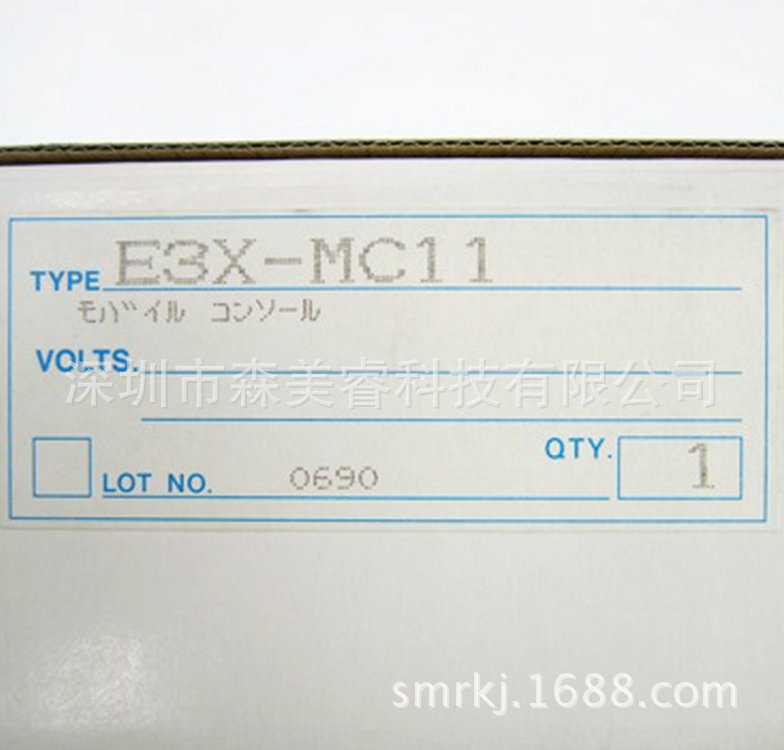 TYPE E3X-MC11
モバイル コンソール
VOLTS.
深圳市森美睿科技有限公司
QTY. 1
LOT NO. 0690
smrkj.1688.com